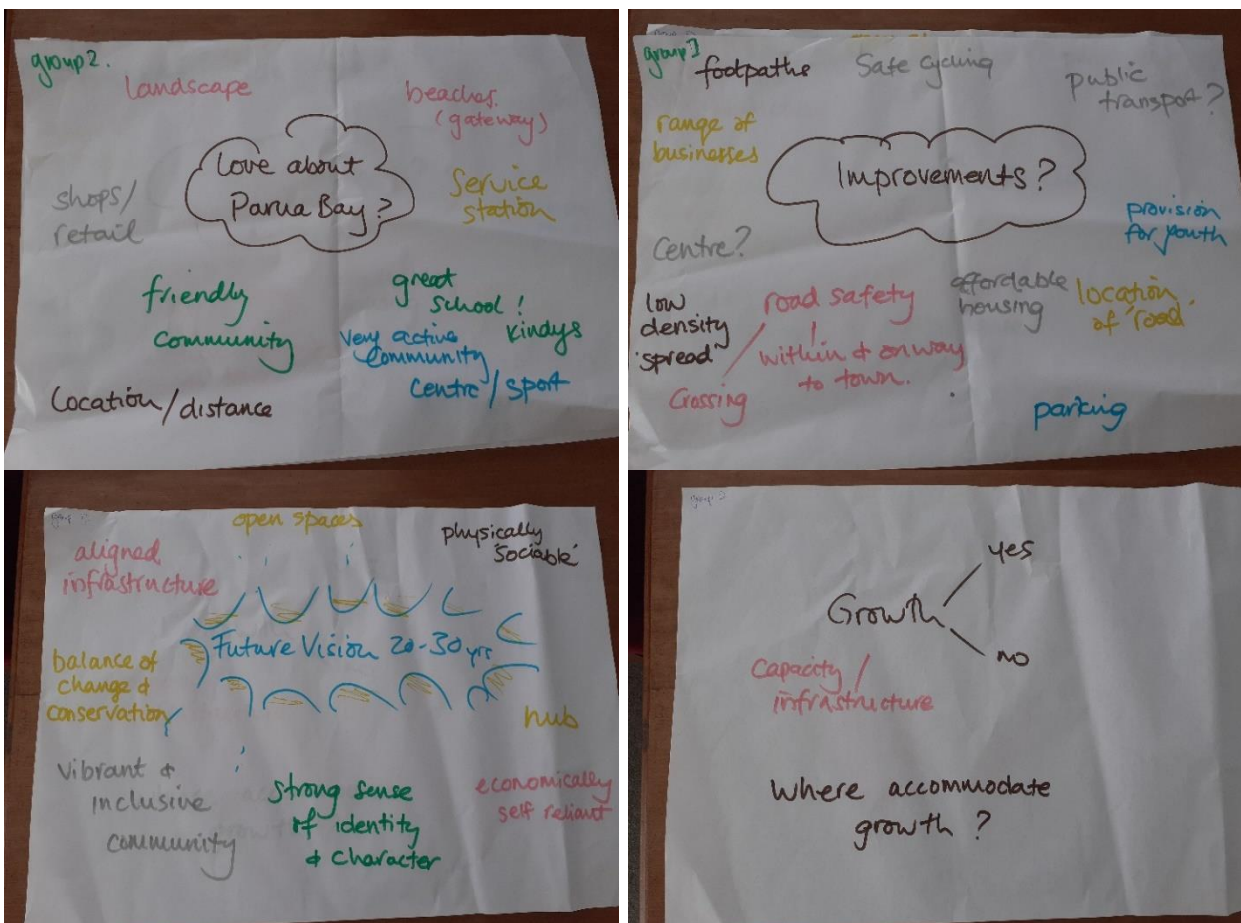 group 2.
landscape
beaches
(gateway)
Love about
Parua Bay?
shops/
retail
Service
station
friendly
community
great
school!
kindys
very active
community
centre / sport
Location/distance
footpaths
Safe cycling
public
transport?
range of
businesses
Improvements?
provision
for youth
Centre?
low
density
'spread'
road safety
within & on way
to town.
Crossing
affordable
housing
location
of 'road'
parking
open spaces
physically
'sociable'
aligned
infrastructure
Future Vision 20-30 yrs
balance of
change &
conservation
hub
vibrant &
inclusive
community
strong sense
of identity
& character
economically
self reliant
Growth
yes
no
Capacity /
infrastructure
Where accommodate
growth?